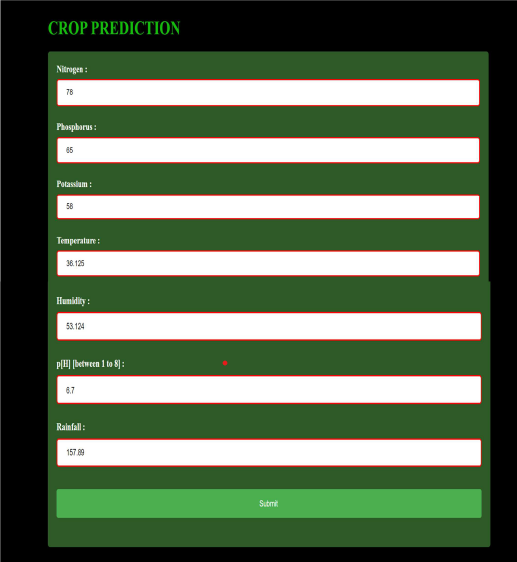 CROP PREDICTION
Nitrogen :
78
Phosphorus :
65
Potassium :
58
Temperature :
36.125
Humidity :
53.124
p[H] [between 1 to 8] :
6.7
Rainfall :
157.89
Submit